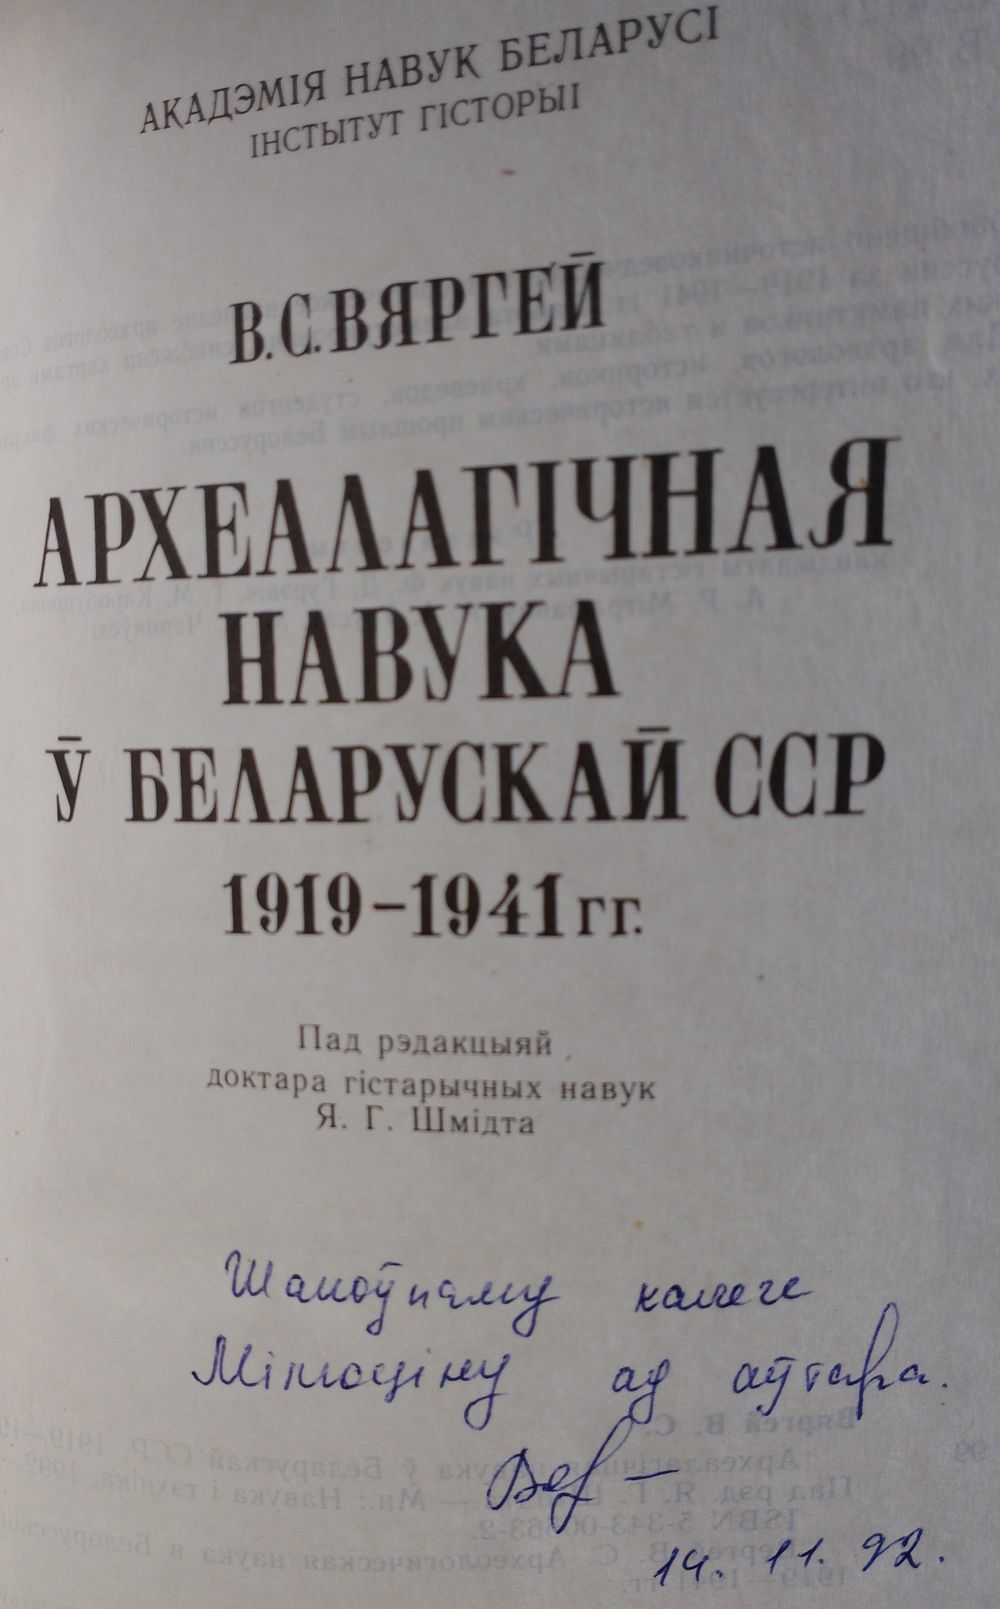 АКАДЭМІЯ НАВУК БЕЛАРУСІ
ІНСТЫТУТ ГІСТОРЫІ
В.С.ВЯРГЕЙ
АРХЕАЛАГІЧНАЯ
НАВУКА
Ў БЕЛАРУСКАЙ ССР
1919–1941 гг.
Пад рэдакцыяй
доктара гістарычных навук
Я. Г. Шмідта
Шаноўнаму калеге
ад аўтара.
14. 11. 92.